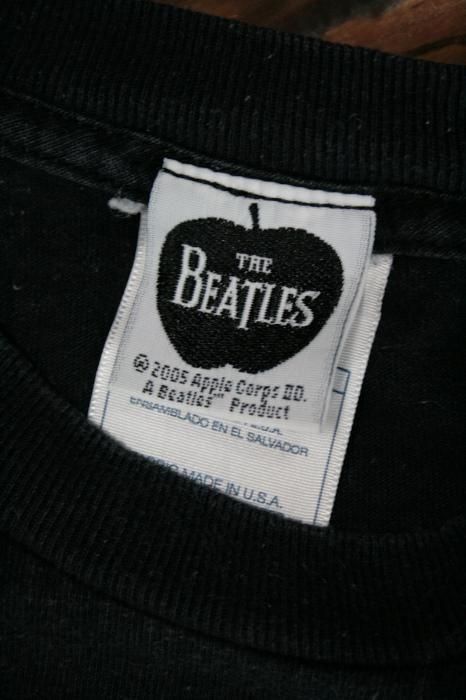 THE
BEATLES
© 2005 Apple Corps LTD.
A Beatles™ Product
U.S.A.
ENSAMBLADO EN EL SALVADOR
MADE IN U.S.A.